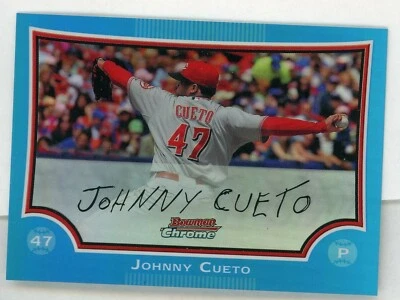 CUETO
47
JOHNNY CUETO
Bowman
Chrome
47
P
JOHNNY CUETO